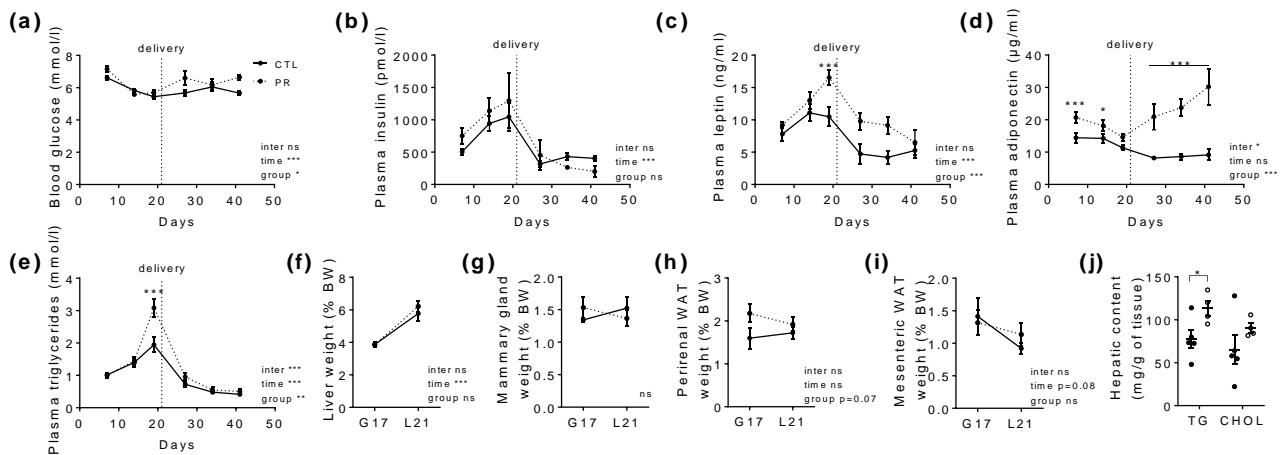 (a)
Blood glucose (mmol/l)
delivery
8
6
4
2
0
CTL
PR
inter ns
time ***
group *
0 10 20 30 40 50
Days
(b)
Plasma insulin (pmol/l)
delivery
2000
1500
1000
500
0
inter ns
time ***
group ns
0 10 20 30 40 50
Days
(c)
Plasma leptin (ng/ml)
delivery
20
15
10
5
0
***
inter ns
time ***
group ***
0 10 20 30 40 50
Days
(d)
Plasma adiponectin (µg/ml)
delivery
40
30
20
10
0
***
*
***
inter *
time ns
group ***
0 10 20 30 40 50
Days
(e)
Plasma triglycerides (mmol/l)
delivery
4
3
2
1
0
***
inter ***
time ***
group **
0 10 20 30 40 50
Days
(f)
Liver weight (% BW)
8
6
4
2
0
inter ns
time ***
group ns
G17 L21
(g)
Mammary gland
weight (% BW)
2.0
1.5
1.0
0.5
0.0
ns
G17 L21
(h)
Perirenal WAT
weight (% BW)
3
2
1
0
inter ns
time ns
group p=0.07
G17 L21
(i)
Mesenteric WAT
weight (% BW)
2.0
1.5
1.0
0.5
0.0
inter ns
time p=0.08
group ns
G17 L21
(j)
Hepatic content
(mg/g of tissue)
150
100
50
0
*
TG CHOL